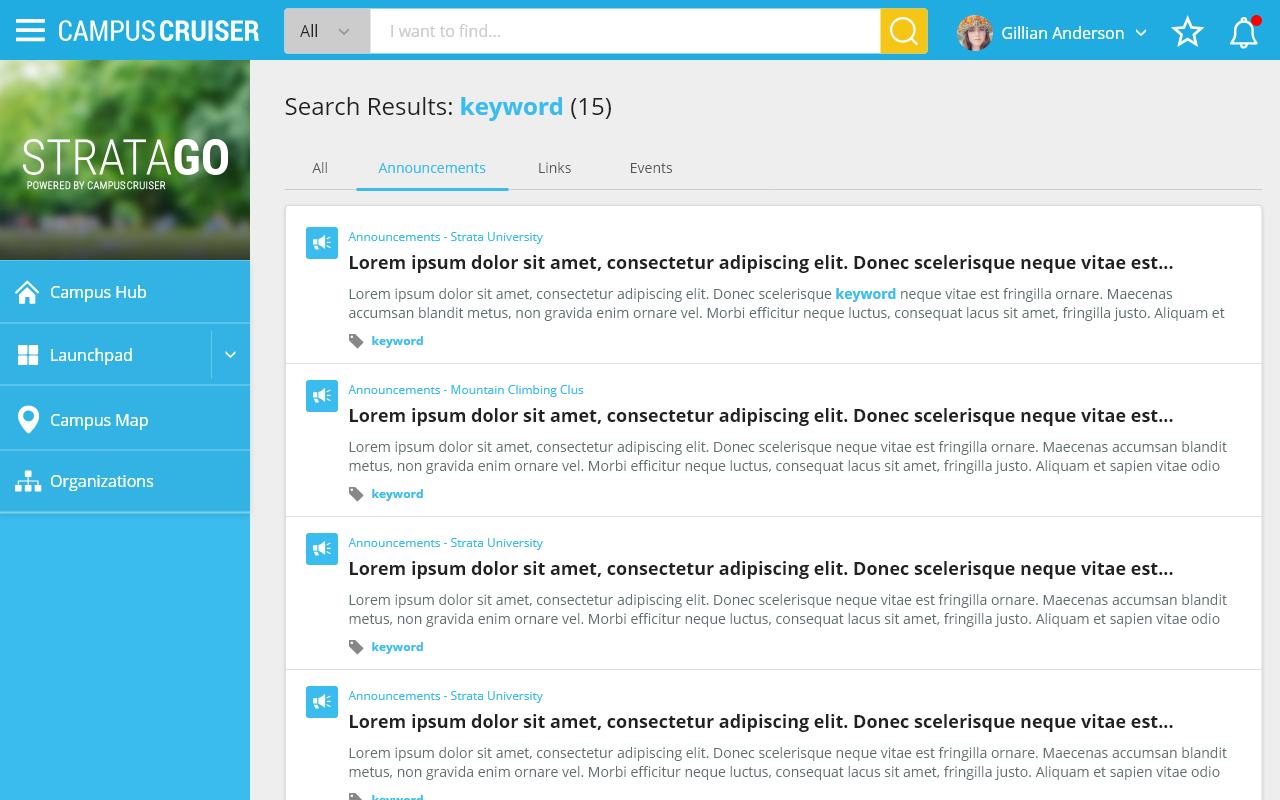 CAMPUS CRUISER
All
I want to find...
Gillian Anderson
STRATAGO
POWERED BY CAMPUSCRUISER
Campus Hub
Launchpad
Campus Map
Organizations
Search Results: keyword (15)
All Announcements Links Events
Announcements - Strata University
Lorem ipsum dolor sit amet, consectetur adipiscing elit. Donec scelerisque neque vitae est...
Lorem ipsum dolor sit amet, consectetur adipiscing elit. Donec scelerisque keyword neque vitae est fringilla ornare. Maecenas
accumsan blandit metus, non gravida enim ornare vel. Morbi efficitur neque luctus, consequat lacus sit amet, fringilla justo. Aliquam et
keyword
Announcements - Mountain Climbing Clus
Lorem ipsum dolor sit amet, consectetur adipiscing elit. Donec scelerisque neque vitae est...
Lorem ipsum dolor sit amet, consectetur adipiscing elit. Donec scelerisque neque vitae est fringilla ornare. Maecenas accumsan blandit
metus, non gravida enim ornare vel. Morbi efficitur neque luctus, consequat lacus sit amet, fringilla justo. Aliquam et sapien vitae odio
keyword
Announcements - Strata University
Lorem ipsum dolor sit amet, consectetur adipiscing elit. Donec scelerisque neque vitae est...
Lorem ipsum dolor sit amet, consectetur adipiscing elit. Donec scelerisque neque vitae est fringilla ornare. Maecenas accumsan blandit
metus, non gravida enim ornare vel. Morbi efficitur neque luctus, consequat lacus sit amet, fringilla justo. Aliquam et sapien vitae odio
keyword
Announcements - Strata University
Lorem ipsum dolor sit amet, consectetur adipiscing elit. Donec scelerisque neque vitae est...
Lorem ipsum dolor sit amet, consectetur adipiscing elit. Donec scelerisque neque vitae est fringilla ornare. Maecenas accumsan blandit
metus, non gravida enim ornare vel. Morbi efficitur neque luctus, consequat lacus sit amet, fringilla justo. Aliquam et sapien vitae odio
keyword